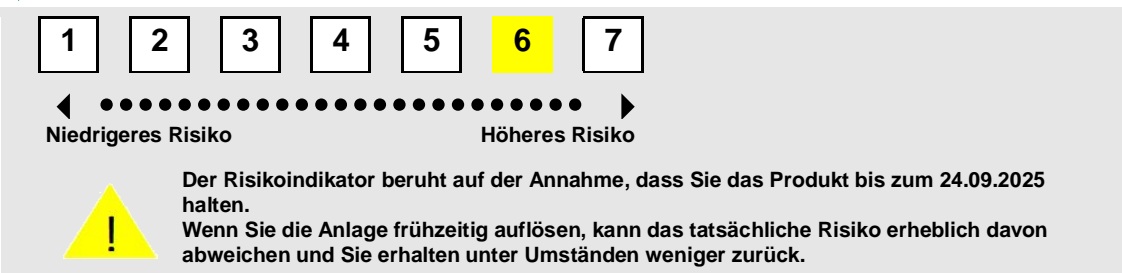 1 2 3 4 5 6 7
Niedrigeres Risiko Höheres Risiko
Der Risikoindikator beruht auf der Annahme, dass Sie das Produkt bis zum 24.09.2025
halten.
Wenn Sie die Anlage frühzeitig auflösen, kann das tatsächliche Risiko erheblich davon
abweichen und Sie erhalten unter Umständen weniger zurück.
!